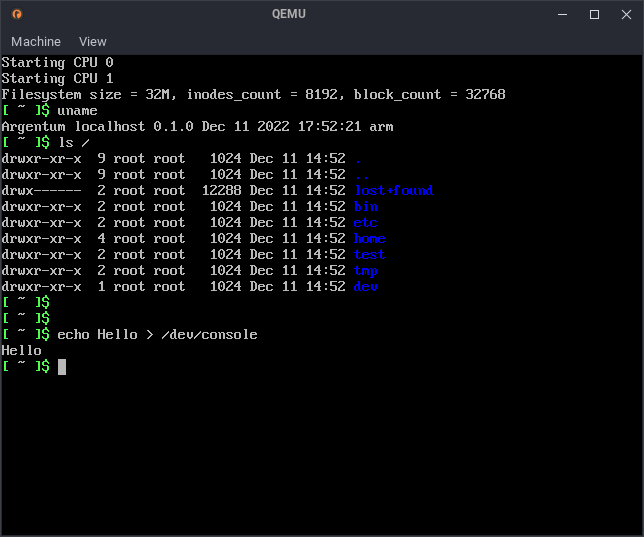 QEMU
Machine View
Starting CPU 0
Starting CPU 1
Filesystem size = 32M, inodes_count = 8192, block_count = 32768
[ ~ ]$ uname
Argentum localhost 0.1.0 Dec 11 2022 17:52:21 arm
[ ~ ]$ ls /
drwxr-xr-x  9 root root   1024 Dec 11 14:52 .
drwxr-xr-x  9 root root   1024 Dec 11 14:52 ..
drwx------  2 root root  12288 Dec 11 14:52 lost+found
drwxr-xr-x  2 root root   1024 Dec 11 14:52 bin
drwxr-xr-x  2 root root   1024 Dec 11 14:52 etc
drwxr-xr-x  4 root root   1024 Dec 11 14:52 home
drwxr-xr-x  2 root root   1024 Dec 11 14:52 test
drwxr-xr-x  2 root root   1024 Dec 11 14:52 tmp
drwxr-xr-x  1 root root   1024 Dec 11 14:52 dev
[ ~ ]$
[ ~ ]$
[ ~ ]$ echo Hello > /dev/console
Hello
[ ~ ]$